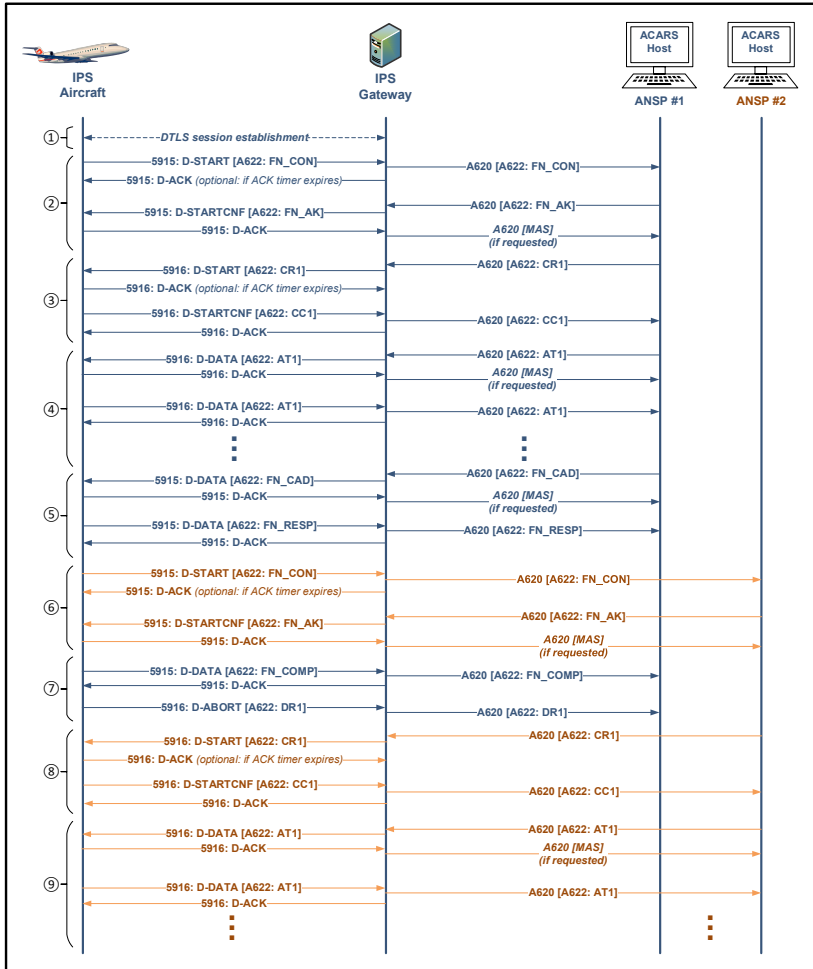 IPS
Aircraft
IPS
Gateway
ACARS
Host
ANSP #1
ACARS
Host
ANSP #2
①
DTLS session establishment
②
5915: D-START [A622: FN_CON]
A620 [A622: FN_CON]
5915: D-ACK (optional: if ACK timer expires)
A620 [A622: FN_AK]
5915: D-STARTCNF [A622: FN_AK]
5915: D-ACK
A620 [MAS]
(if requested)
③
A620 [A622: CR1]
5916: D-START [A622: CR1]
5916: D-ACK (optional: if ACK timer expires)
5916: D-STARTCNF [A622: CC1]
A620 [A622: CC1]
5916: D-ACK
④
A620 [A622: AT1]
5916: D-DATA [A622: AT1]
5916: D-ACK
A620 [MAS]
(if requested)
5916: D-DATA [A622: AT1]
A620 [A622: AT1]
5916: D-ACK
⑤
A620 [A622: FN_CAD]
5915: D-DATA [A622: FN_CAD]
5915: D-ACK
A620 [MAS]
(if requested)
5915: D-DATA [A622: FN_RESP]
A620 [A622: FN_RESP]
5915: D-ACK
⑥
5915: D-START [A622: FN_CON]
A620 [A622: FN_CON]
5915: D-ACK (optional: if ACK timer expires)
A620 [A622: FN_AK]
5915: D-STARTCNF [A622: FN_AK]
5915: D-ACK
A620 [MAS]
(if requested)
⑦
5915: D-DATA [A622: FN_COMP]
A620 [A622: FN_COMP]
5915: D-ACK
5916: D-ABORT [A622: DR1]
A620 [A622: DR1]
⑧
A620 [A622: CR1]
5916: D-START [A622: CR1]
5916: D-ACK (optional: if ACK timer expires)
5916: D-STARTCNF [A622: CC1]
A620 [A622: CC1]
5916: D-ACK
⑨
A620 [A622: AT1]
5916: D-DATA [A622: AT1]
5916: D-ACK
A620 [MAS]
(if requested)
5916: D-DATA [A622: AT1]
A620 [A622: AT1]
5916: D-ACK